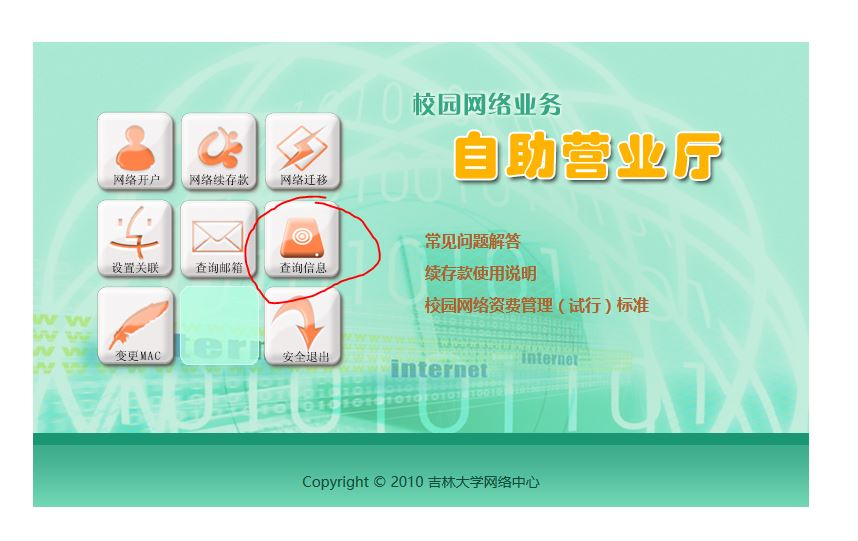 校园网络业务
自助营业厅
网络开户
网络续存款
网络迁移
设置关联
查询邮箱
查询信息
变更MAC
安全退出
常见问题解答
续存款使用说明
校园网络资费管理（试行）标准
internet
internet
Copyright © 2010 吉林大学网络中心